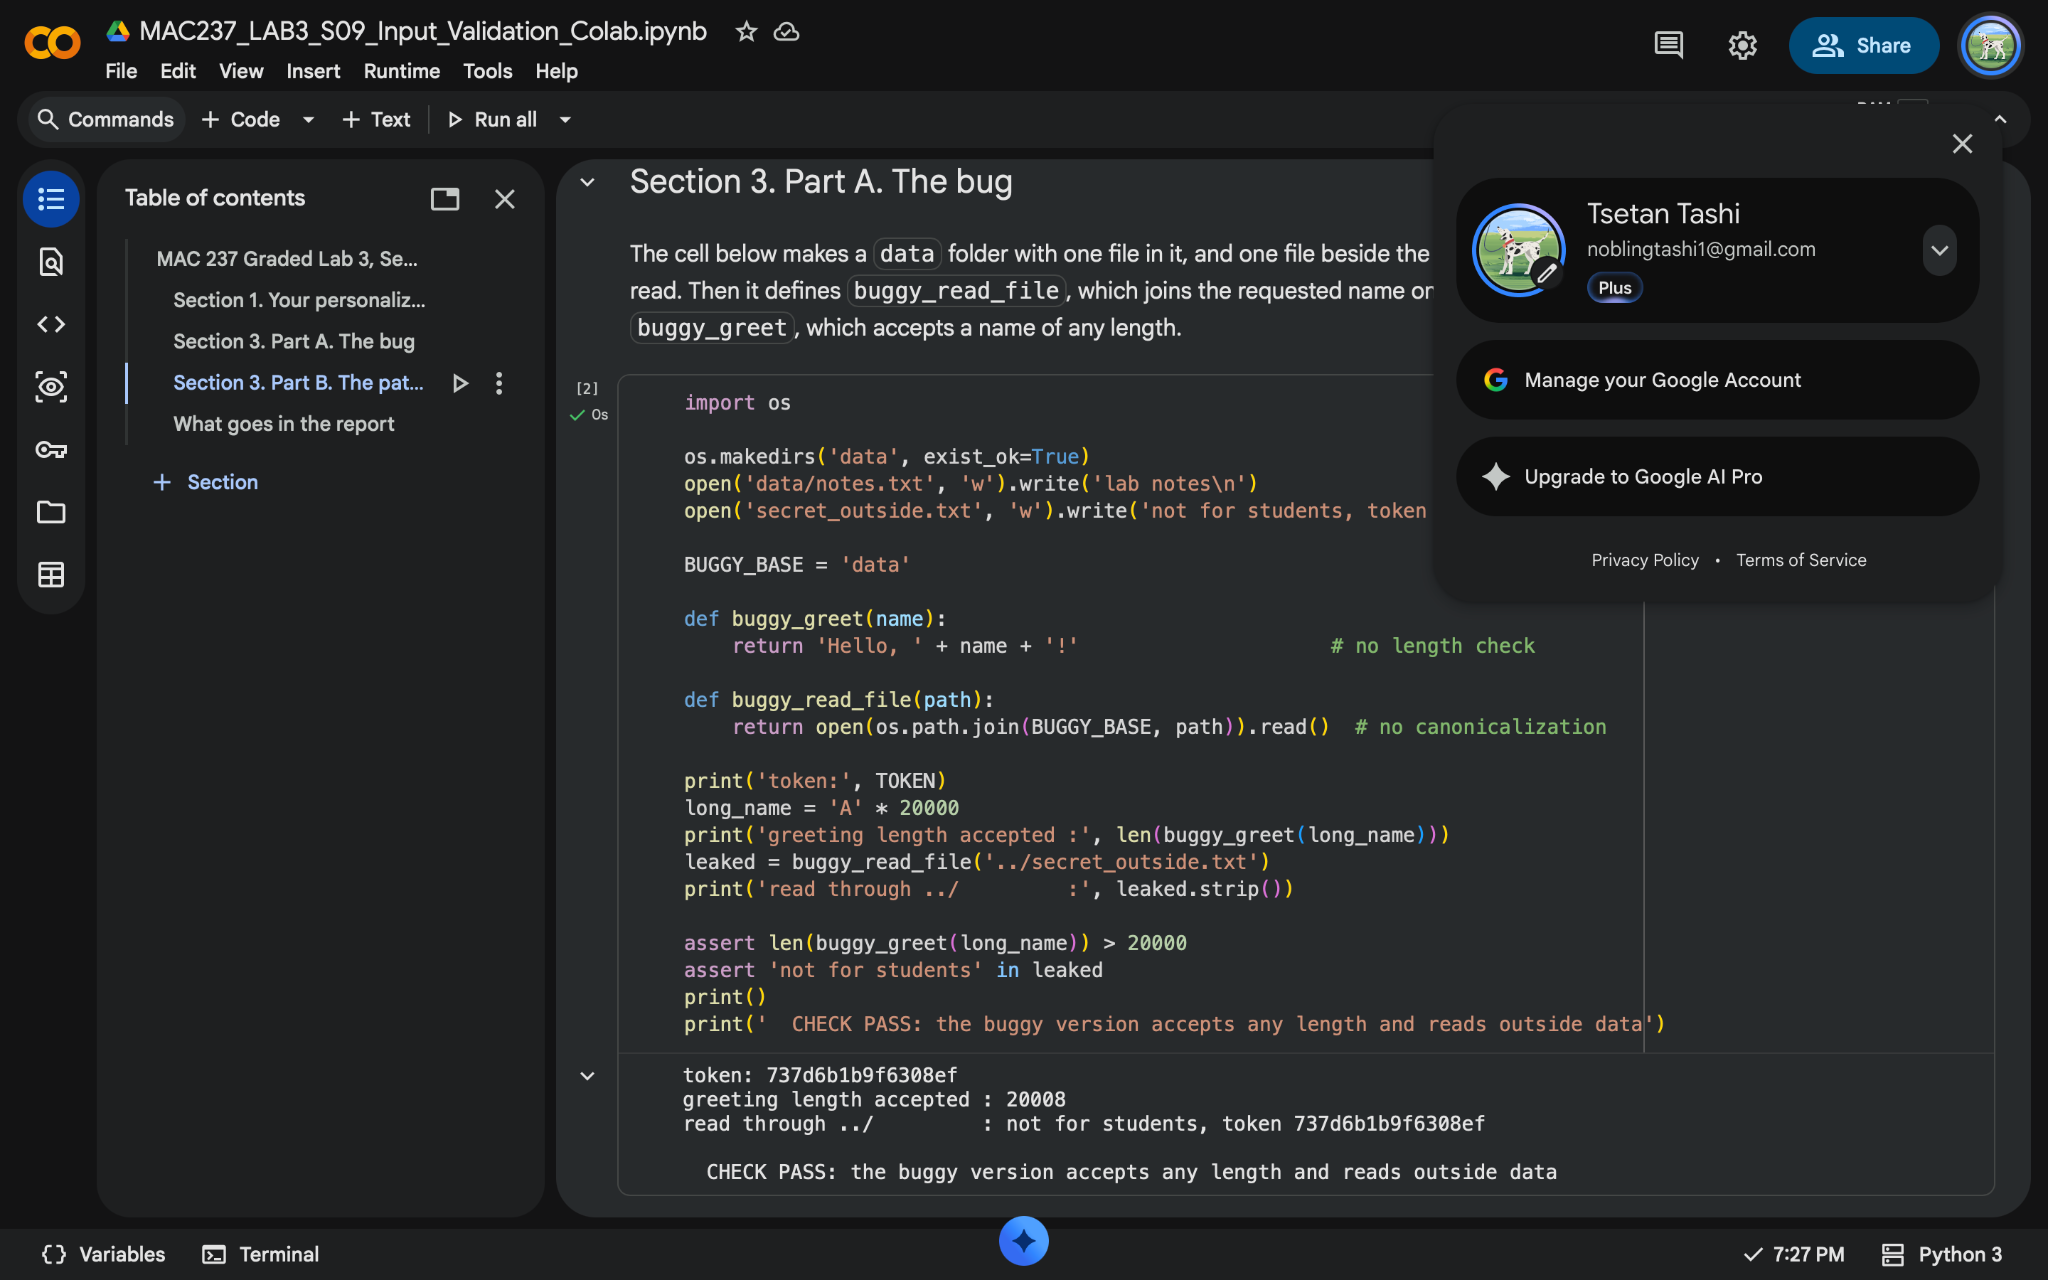 MAC237_LAB3_S09_Input_Validation_Colab.ipynb
File Edit View Insert Runtime Tools Help
Share
Commands + Code + Text Run all
Table of contents
MAC 237 Graded Lab 3, Se...
Section 1. Your personaliz...
Section 3. Part A. The bug
Section 3. Part B. The pat...
What goes in the report
+ Section
Section 3. Part A. The bug
The cell below makes a data folder with one file in it, and one file beside the
read. Then it defines buggy_read_file, which joins the requested name on
buggy_greet, which accepts a name of any length.
[2]
0s
import os
os.makedirs('data', exist_ok=True)
open('data/notes.txt', 'w').write('lab notes\n')
open('secret_outside.txt', 'w').write('not for students, token
BUGGY_BASE = 'data'
def buggy_greet(name):
    return 'Hello, ' + name + '!'                     # no length check
def buggy_read_file(path):
    return open(os.path.join(BUGGY_BASE, path)).read()  # no canonicalization
print('token:', TOKEN)
long_name = 'A' * 20000
print('greeting length accepted :', len(buggy_greet(long_name)))
leaked = buggy_read_file('../secret_outside.txt')
print('read through ../         :', leaked.strip())
assert len(buggy_greet(long_name)) > 20000
assert 'not for students' in leaked
print()
print('  CHECK PASS: the buggy version accepts any length and reads outside data')
token: 737d6b1b9f6308ef
greeting length accepted : 20008
read through ../         : not for students, token 737d6b1b9f6308ef
CHECK PASS: the buggy version accepts any length and reads outside data
Tsetan Tashi
noblingtashi1@gmail.com
Plus
Manage your Google Account
Upgrade to Google AI Pro
Privacy Policy • Terms of Service
Variables Terminal
7:27 PM Python 3